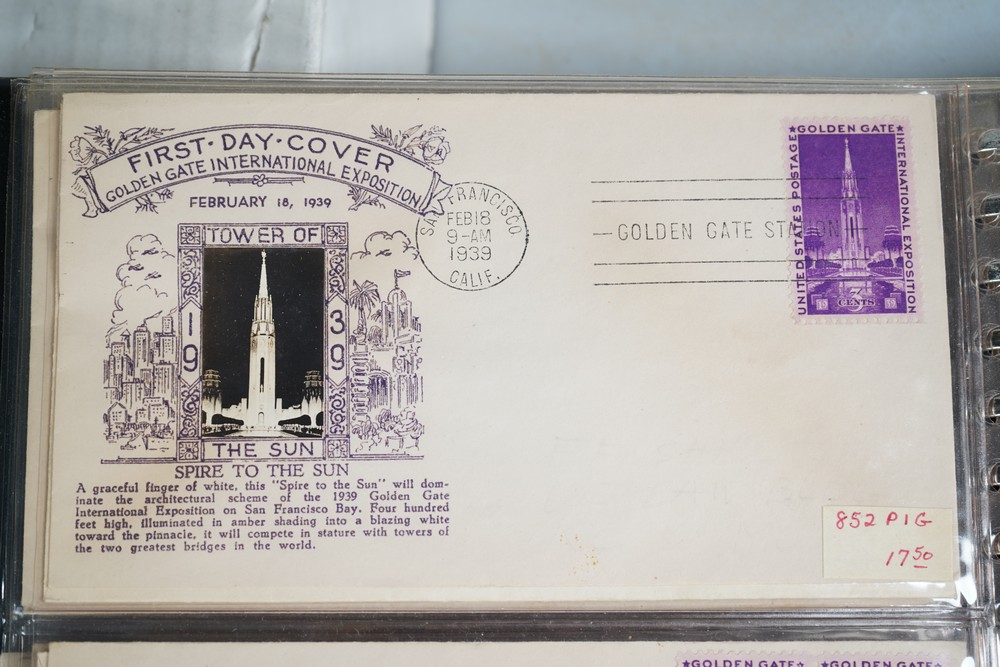 FIRST·DAY·COVER
GOLDEN GATE INTERNATIONAL EXPOSITION
FEBRUARY 18, 1939
TOWER OF
19 39
THE SUN
SPIRE TO THE SUN
A graceful finger of white, this "Spire to the Sun" will dom-
inate the architectural scheme of the 1939 Golden Gate
International Exposition on San Francisco Bay. Four hundred
feet high, illuminated in amber shading into a blazing white
toward the pinnacle, it will compete in stature with towers of
the two greatest bridges in the world.
SAN FRANCISCO
FEB 18
9-AM
1939
CALIF.
GOLDEN GATE STATION
★GOLDEN GATE★
UNITED STATES POSTAGE
INTERNATIONAL EXPOSITION
19 3 39
CENTS
852 P I G
17 50
★GOLDEN GATE★ ★GOLDEN GATE★